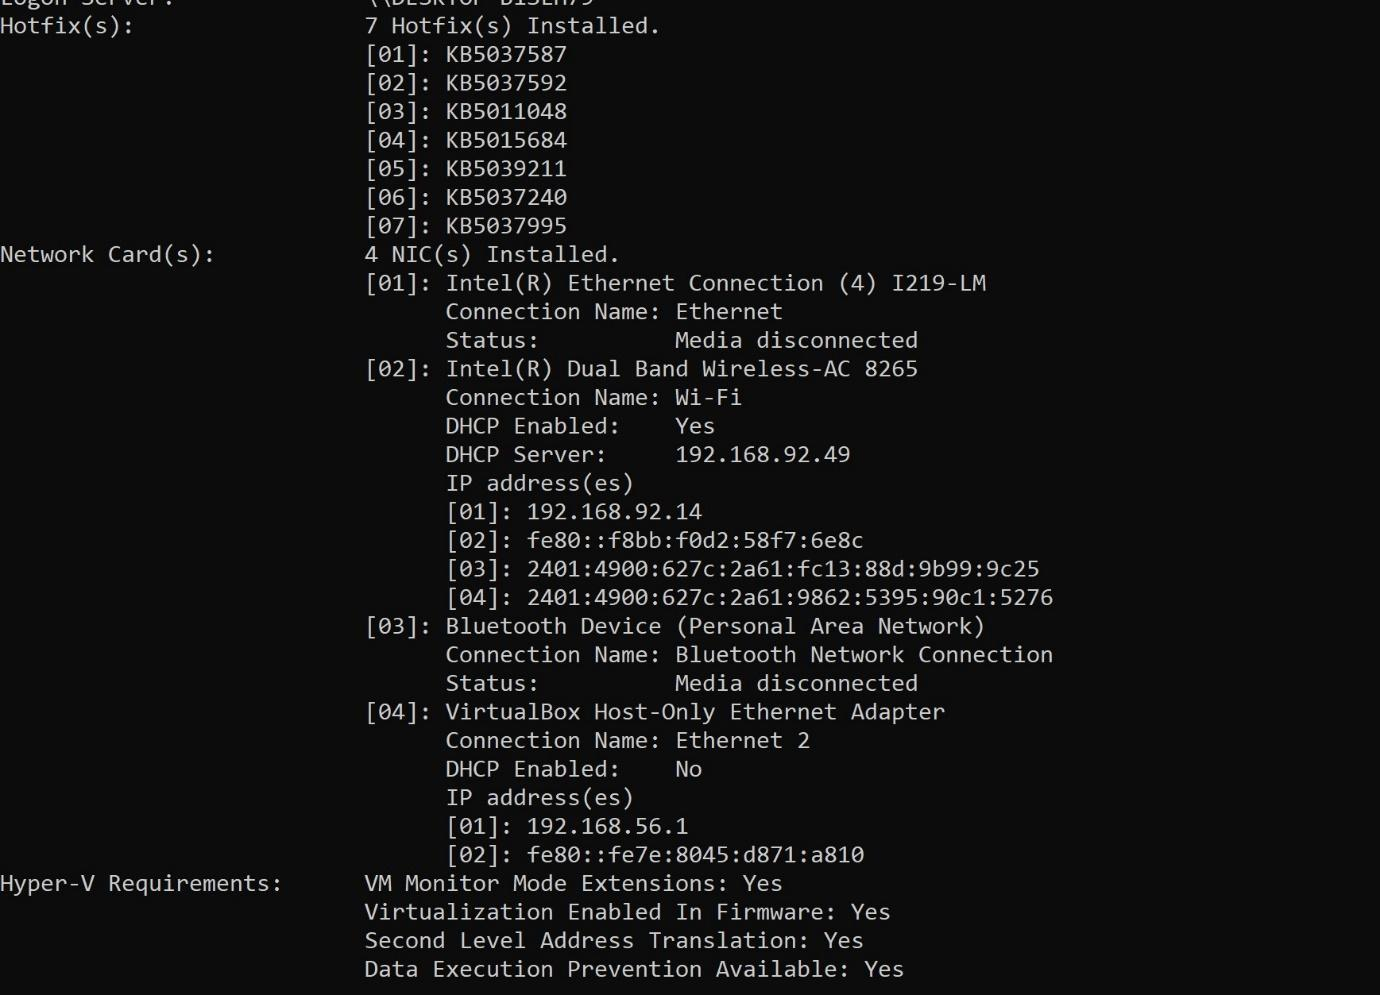 Logon Server:
Hotfix(s): 7 Hotfix(s) Installed.
[01]: KB5037587
[02]: KB5037592
[03]: KB5011048
[04]: KB5015684
[05]: KB5039211
[06]: KB5037240
[07]: KB5037995
Network Card(s): 4 NIC(s) Installed.
[01]: Intel(R) Ethernet Connection (4) I219-LM
Connection Name: Ethernet
Status: Media disconnected
[02]: Intel(R) Dual Band Wireless-AC 8265
Connection Name: Wi-Fi
DHCP Enabled: Yes
DHCP Server: 192.168.92.49
IP address(es)
[01]: 192.168.92.14
[02]: fe80::f8bb:f0d2:58f7:6e8c
[03]: 2401:4900:627c:2a61:fc13:88d:9b99:9c25
[04]: 2401:4900:627c:2a61:9862:5395:90c1:5276
[03]: Bluetooth Device (Personal Area Network)
Connection Name: Bluetooth Network Connection
Status: Media disconnected
[04]: VirtualBox Host-Only Ethernet Adapter
Connection Name: Ethernet 2
DHCP Enabled: No
IP address(es)
[01]: 192.168.56.1
[02]: fe80::fe7e:8045:d871:a810
Hyper-V Requirements: VM Monitor Mode Extensions: Yes
Virtualization Enabled In Firmware: Yes
Second Level Address Translation: Yes
Data Execution Prevention Available: Yes